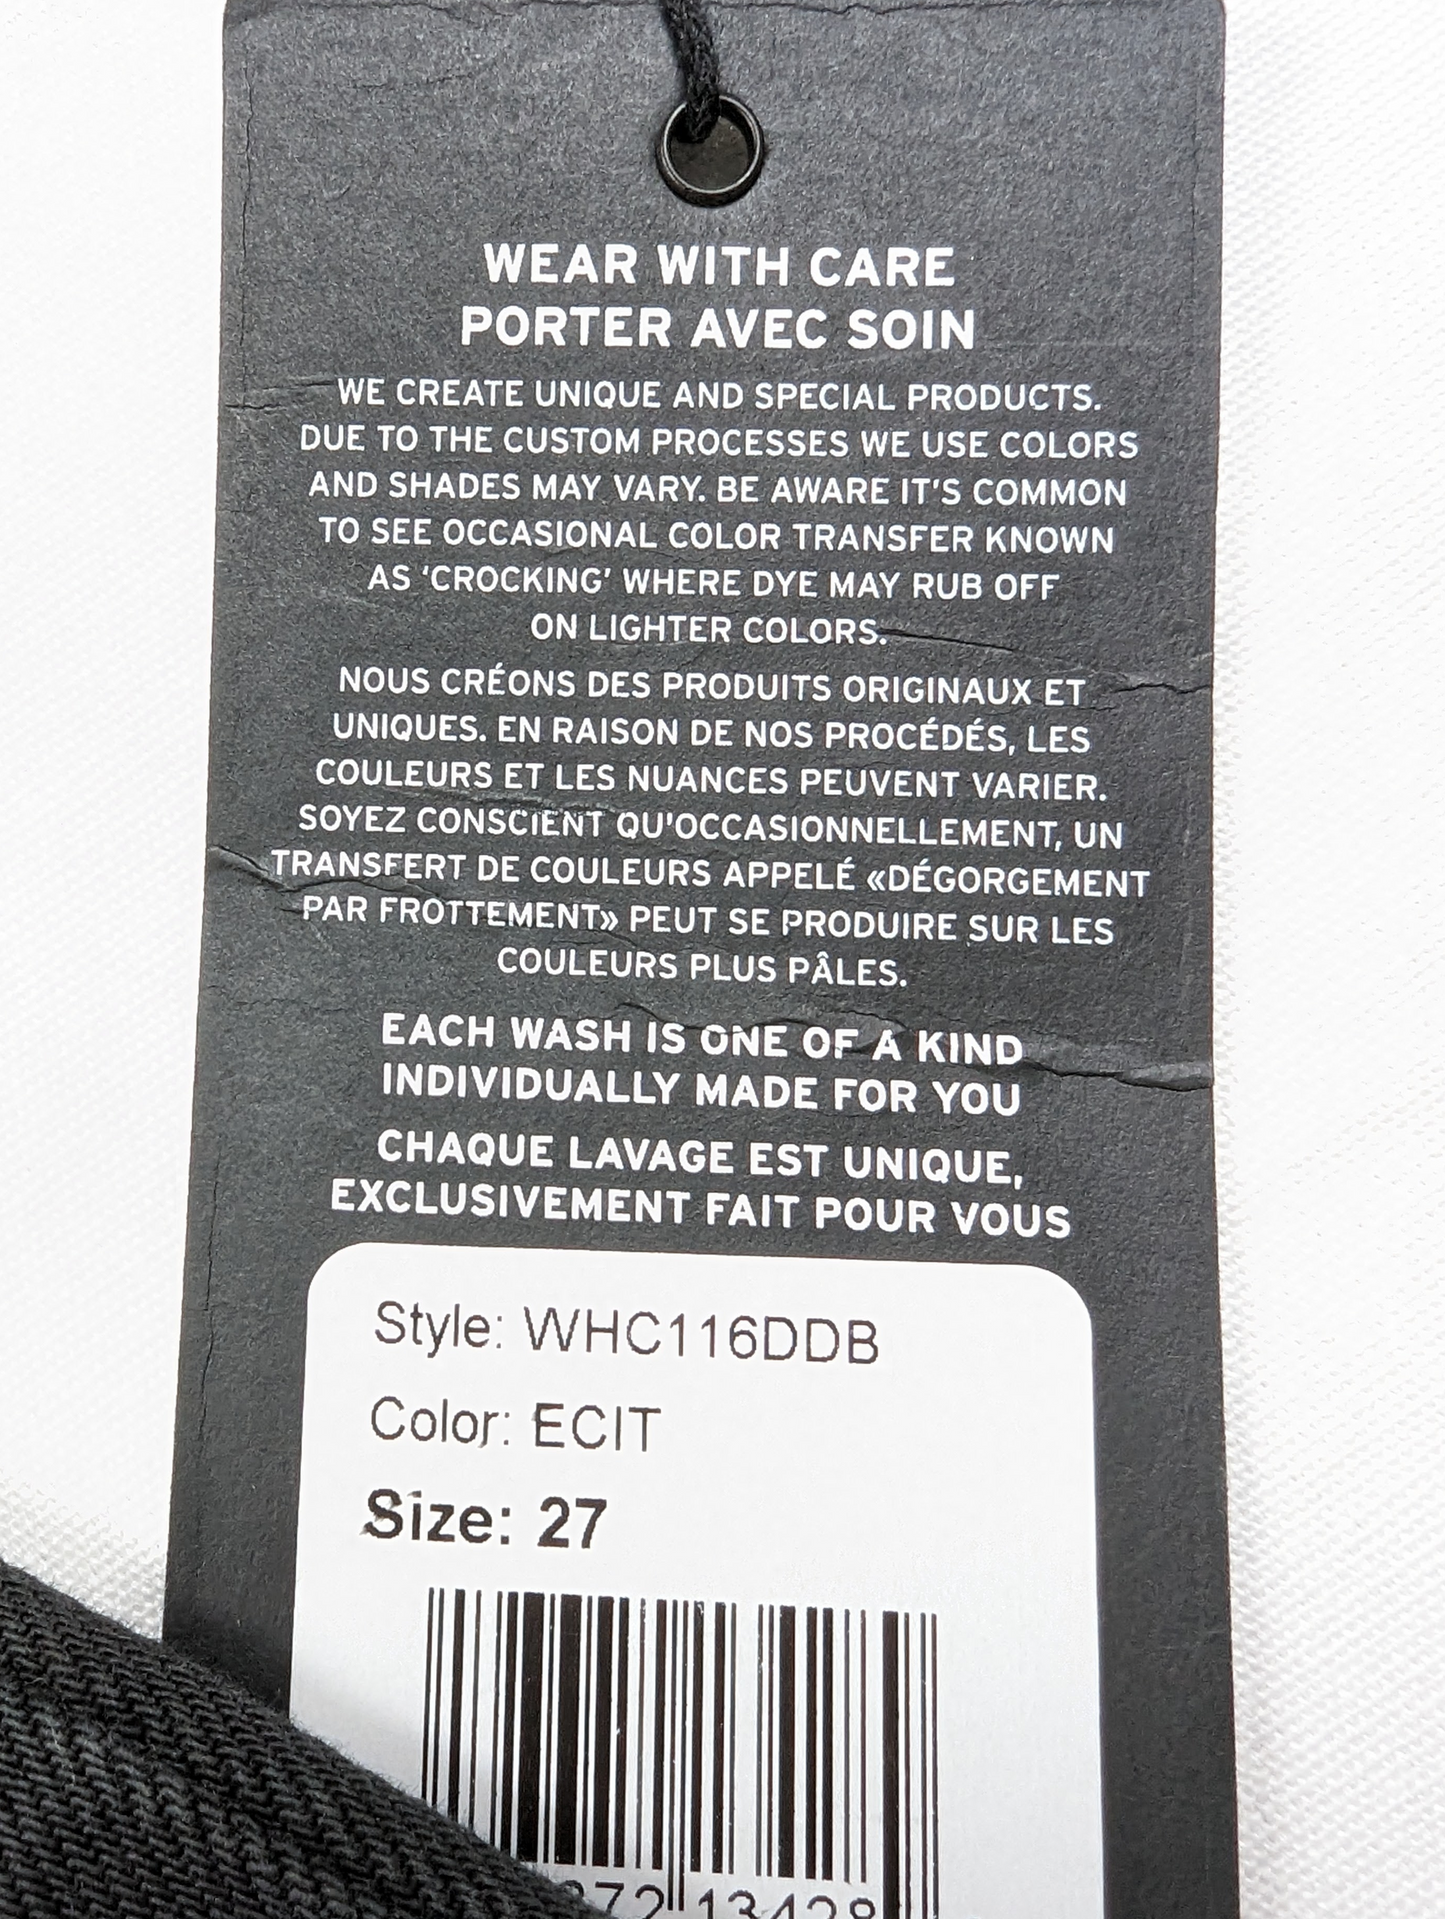 WEAR WITH CARE
PORTER AVEC SOIN
WE CREATE UNIQUE AND SPECIAL PRODUCTS.
DUE TO THE CUSTOM PROCESSES WE USE COLORS
AND SHADES MAY VARY. BE AWARE IT'S COMMON
TO SEE OCCASIONAL COLOR TRANSFER KNOWN
AS ‘CROCKING’ WHERE DYE MAY RUB OFF
ON LIGHTER COLORS.
NOUS CRÉONS DES PRODUITS ORIGINAUX ET
UNIQUES. EN RAISON DE NOS PROCÉDÉS, LES
COULEURS ET LES NUANCES PEUVENT VARIER.
SOYEZ CONSCIENT QU'OCCASIONNELLEMENT, UN
TRANSFERT DE COULEURS APPELÉ «DÉGORGEMENT
PAR FROTTEMENT» PEUT SE PRODUIRE SUR LES
COULEURS PLUS PÂLES.
EACH WASH IS ONE OF A KIND
INDIVIDUALLY MADE FOR YOU
CHAQUE LAVAGE EST UNIQUE,
EXCLUSIVEMENT FAIT POUR VOUS
Style: WHC116DDB
Color: ECIT
Size: 27